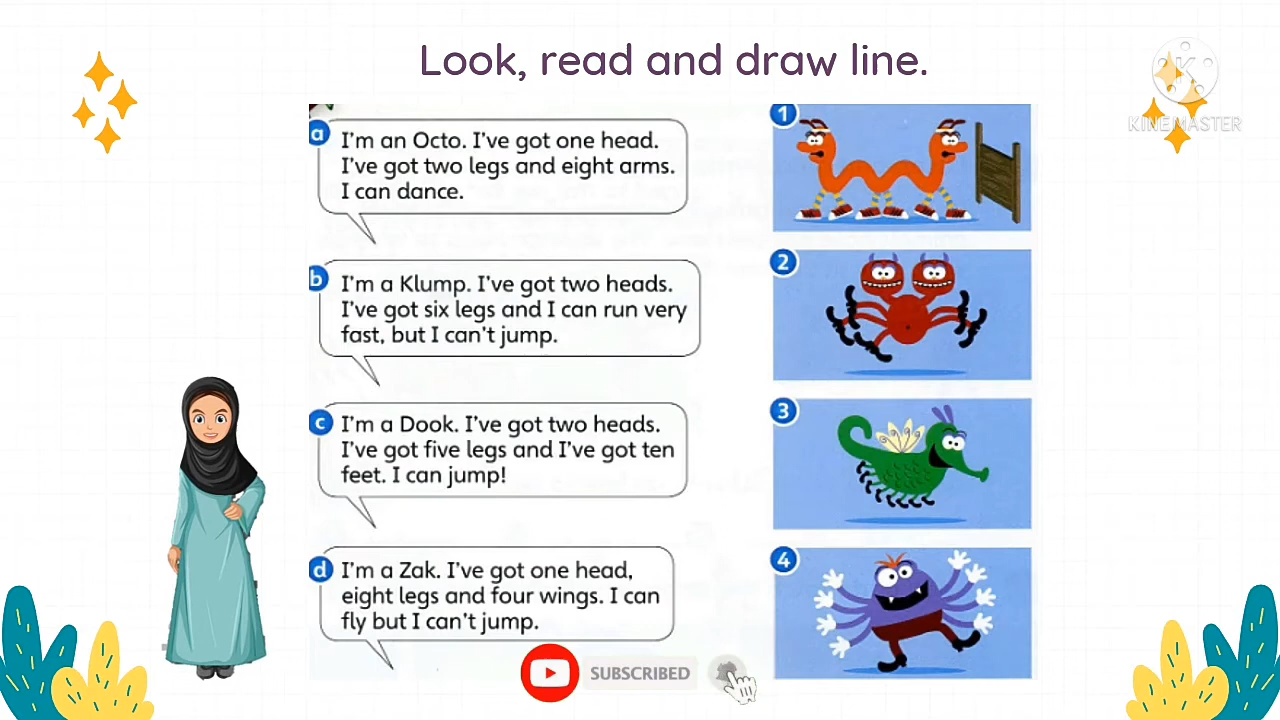 Look, read and draw line.
KINEMASTER
a
I'm an Octo. I've got one head.
I've got two legs and eight arms.
I can dance.
1
b
I'm a Klump. I've got two heads.
I've got six legs and I can run very
fast, but I can't jump.
2
c
I'm a Dook. I've got two heads.
I've got five legs and I've got ten
feet. I can jump!
3
d
I'm a Zak. I've got one head,
eight legs and four wings. I can
fly but I can't jump.
4
SUBSCRIBED